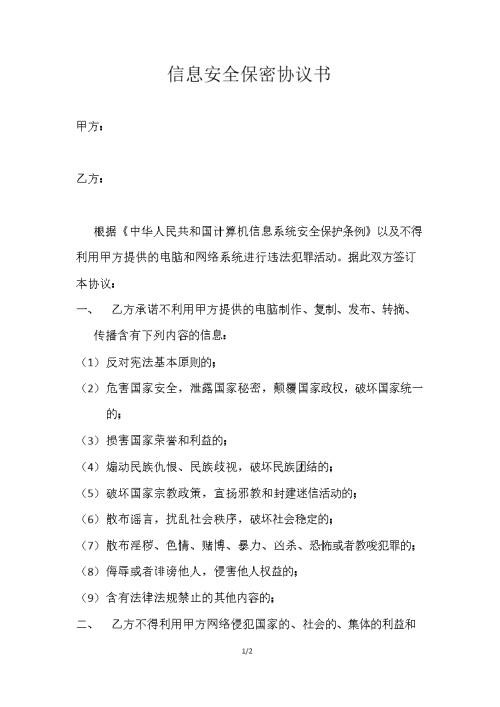 信息安全保密协议书
甲方：
乙方：
根据《中华人民共和国计算机信息系统安全保护条例》以及不得
利用甲方提供的电脑和网络系统进行违法犯罪活动。据此双方签订
本协议：
一、 乙方承诺不利用甲方提供的电脑制作、复制、发布、转摘、
传播含有下列内容的信息：
（1）反对宪法基本原则的；
（2）危害国家安全，泄露国家秘密，颠覆国家政权，破坏国家统一
的；
（3）损害国家荣誉和利益的；
（4）煽动民族仇恨、民族歧视，破坏民族团结的；
（5）破坏国家宗教政策，宣扬邪教和封建迷信活动的；
（6）散布谣言，扰乱社会秩序，破坏社会稳定的；
（7）散布淫秽、色情、赌博、暴力、凶杀、恐怖或者教唆犯罪的；
（8）侮辱或者诽谤他人，侵害他人权益的；
（9）含有法律法规禁止的其他内容的；
二、 乙方不得利用甲方网络侵犯国家的、社会的、集体的利益和
1/2